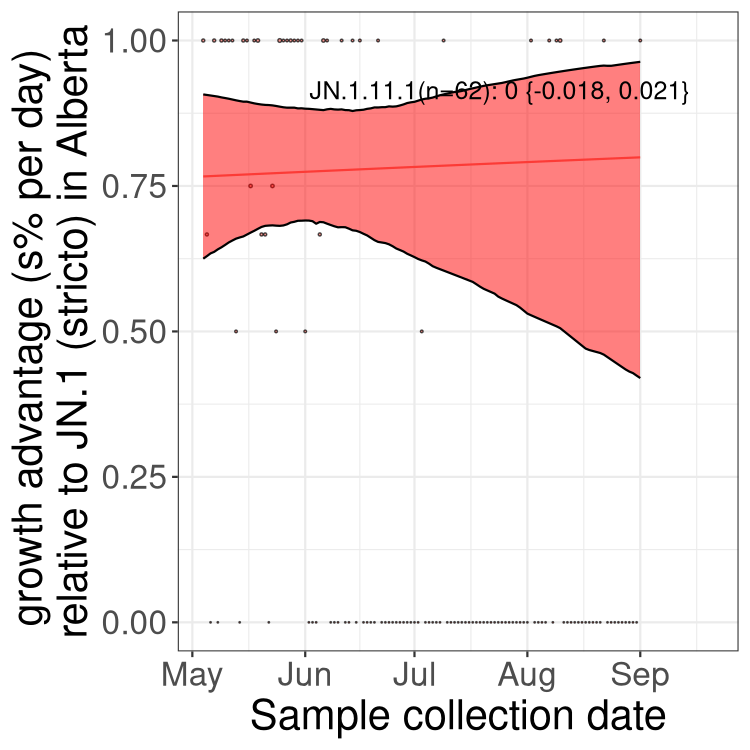 growth advantage (s% per day)
relative to JN.1 (stricto) in Alberta
1.00
0.75
0.50
0.25
0.00
JN.1.11.1(n=62): 0 {-0.018, 0.021}
May Jun Jul Aug Sep
Sample collection date